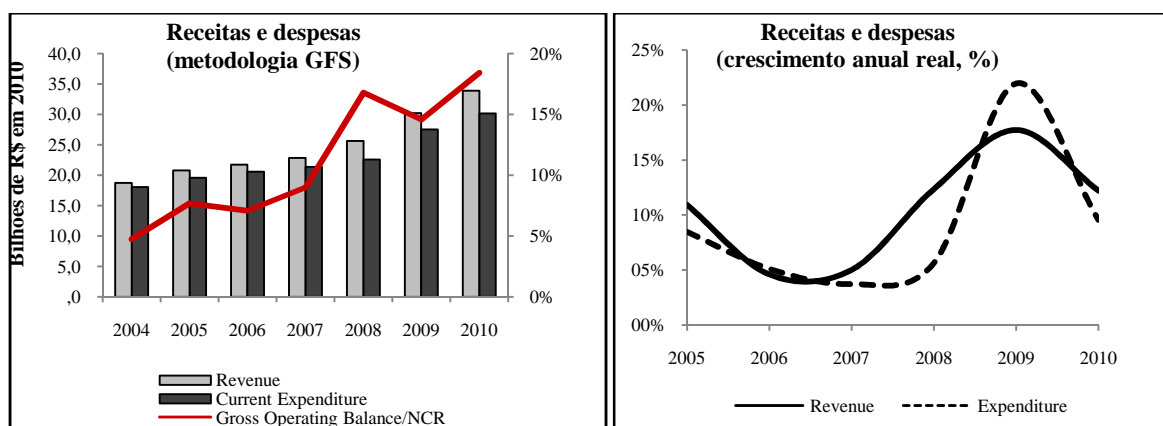 Receitas e despesas
(metodologia GFS)
Bilhões de R$ em 2010
40,0
35,0
30,0
25,0
20,0
15,0
10,0
5,0
,0
20%
15%
10%
5%
0%
2004 2005 2006 2007 2008 2009 2010
Revenue
Current Expenditure
Gross Operating Balance/NCR
Receitas e despesas
(crescimento anual real, %)
25%
20%
15%
10%
05%
00%
2005 2006 2007 2008 2009 2010
Revenue Expenditure